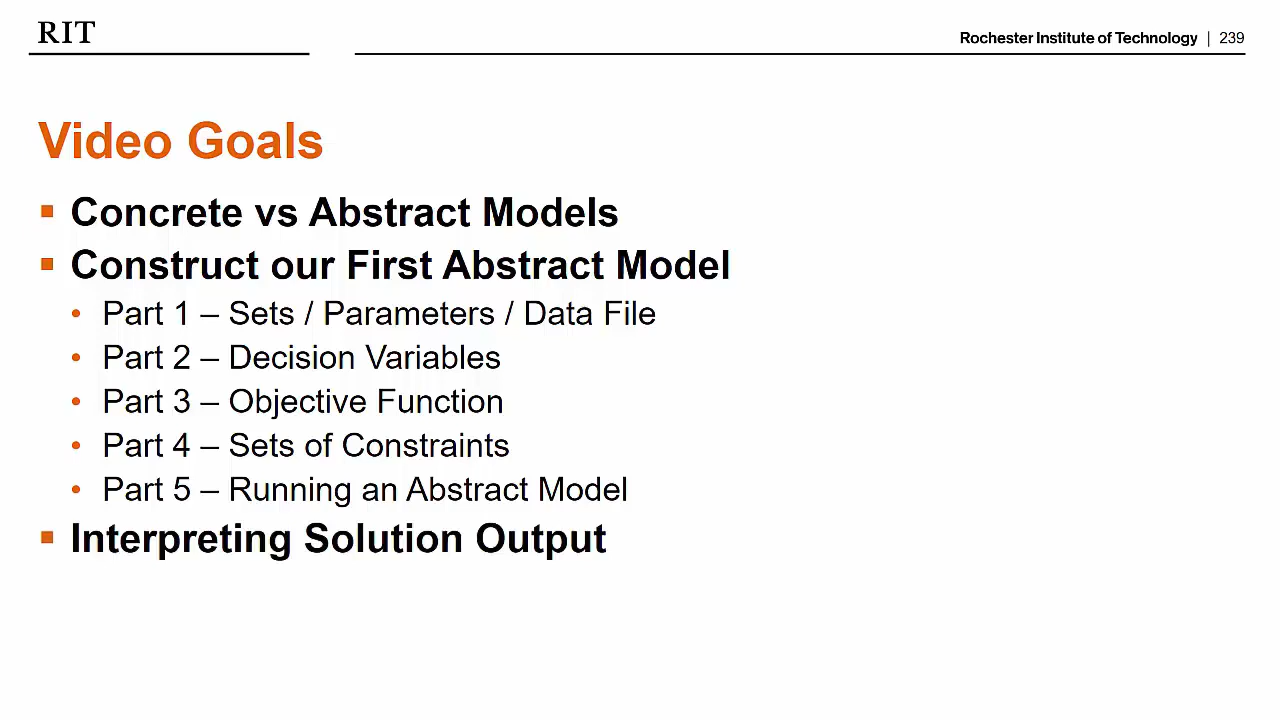 RIT
Rochester Institute of Technology | 239
Video Goals
▪ Concrete vs Abstract Models
▪ Construct our First Abstract Model
• Part 1 – Sets / Parameters / Data File
• Part 2 – Decision Variables
• Part 3 – Objective Function
• Part 4 – Sets of Constraints
• Part 5 – Running an Abstract Model
▪ Interpreting Solution Output